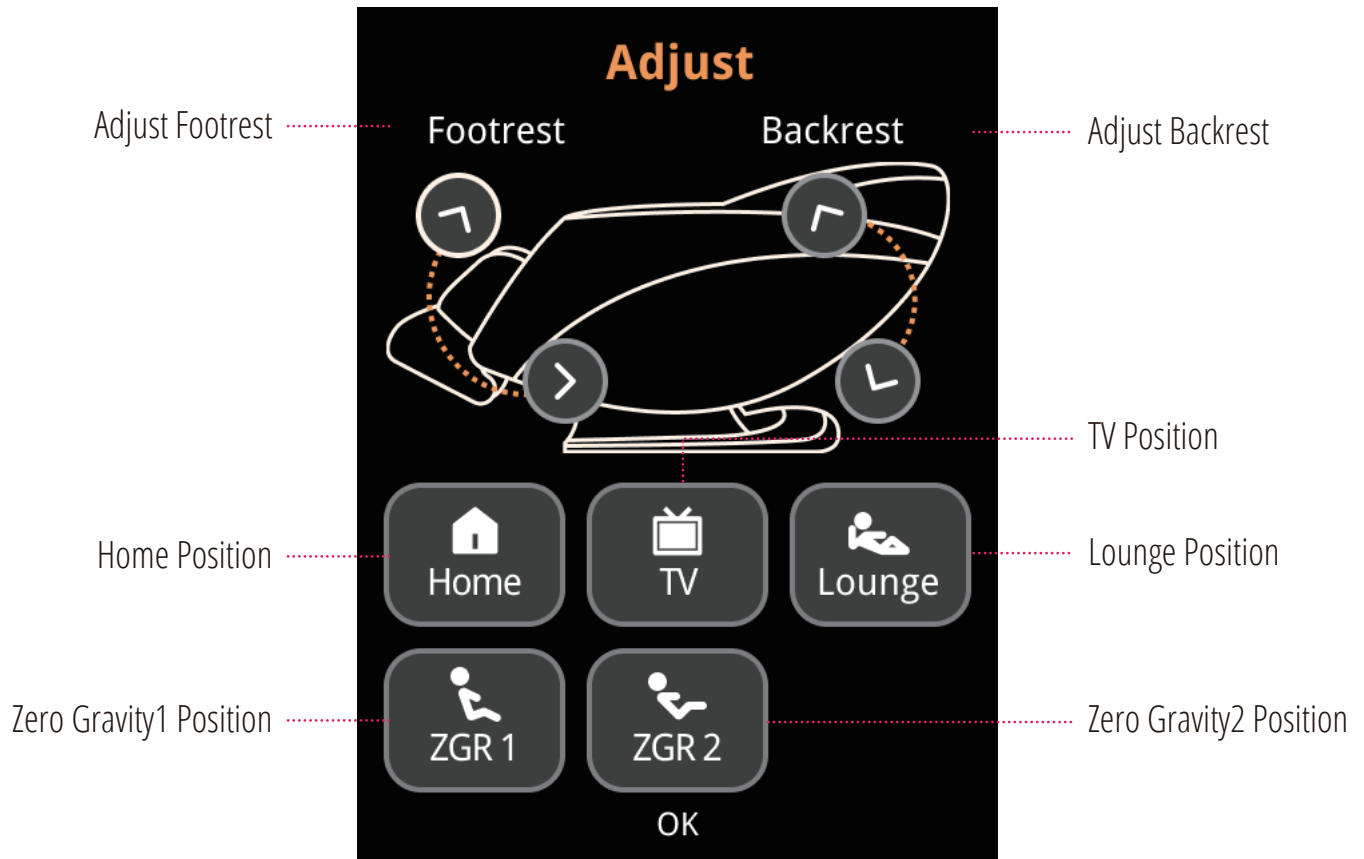 Adjust
Adjust Footrest
Footrest
Backrest
Adjust Backrest
TV Position
Home Position
Home
TV
Lounge
Lounge Position
Zero Gravity1 Position
ZGR 1
ZGR 2
Zero Gravity2 Position
OK